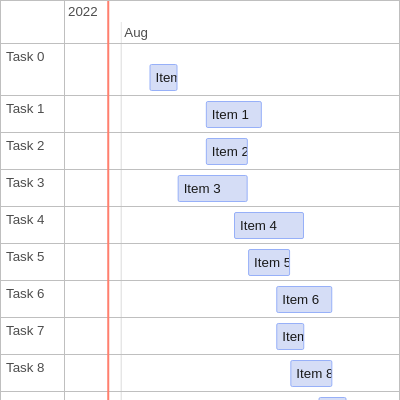 2022
Aug
Task 0
Iten
Task 1
Item 1
Task 2
Item 2
Task 3
Item 3
Task 4
Item 4
Task 5
Item 5
Task 6
Item 6
Task 7
Iten
Task 8
Item 8